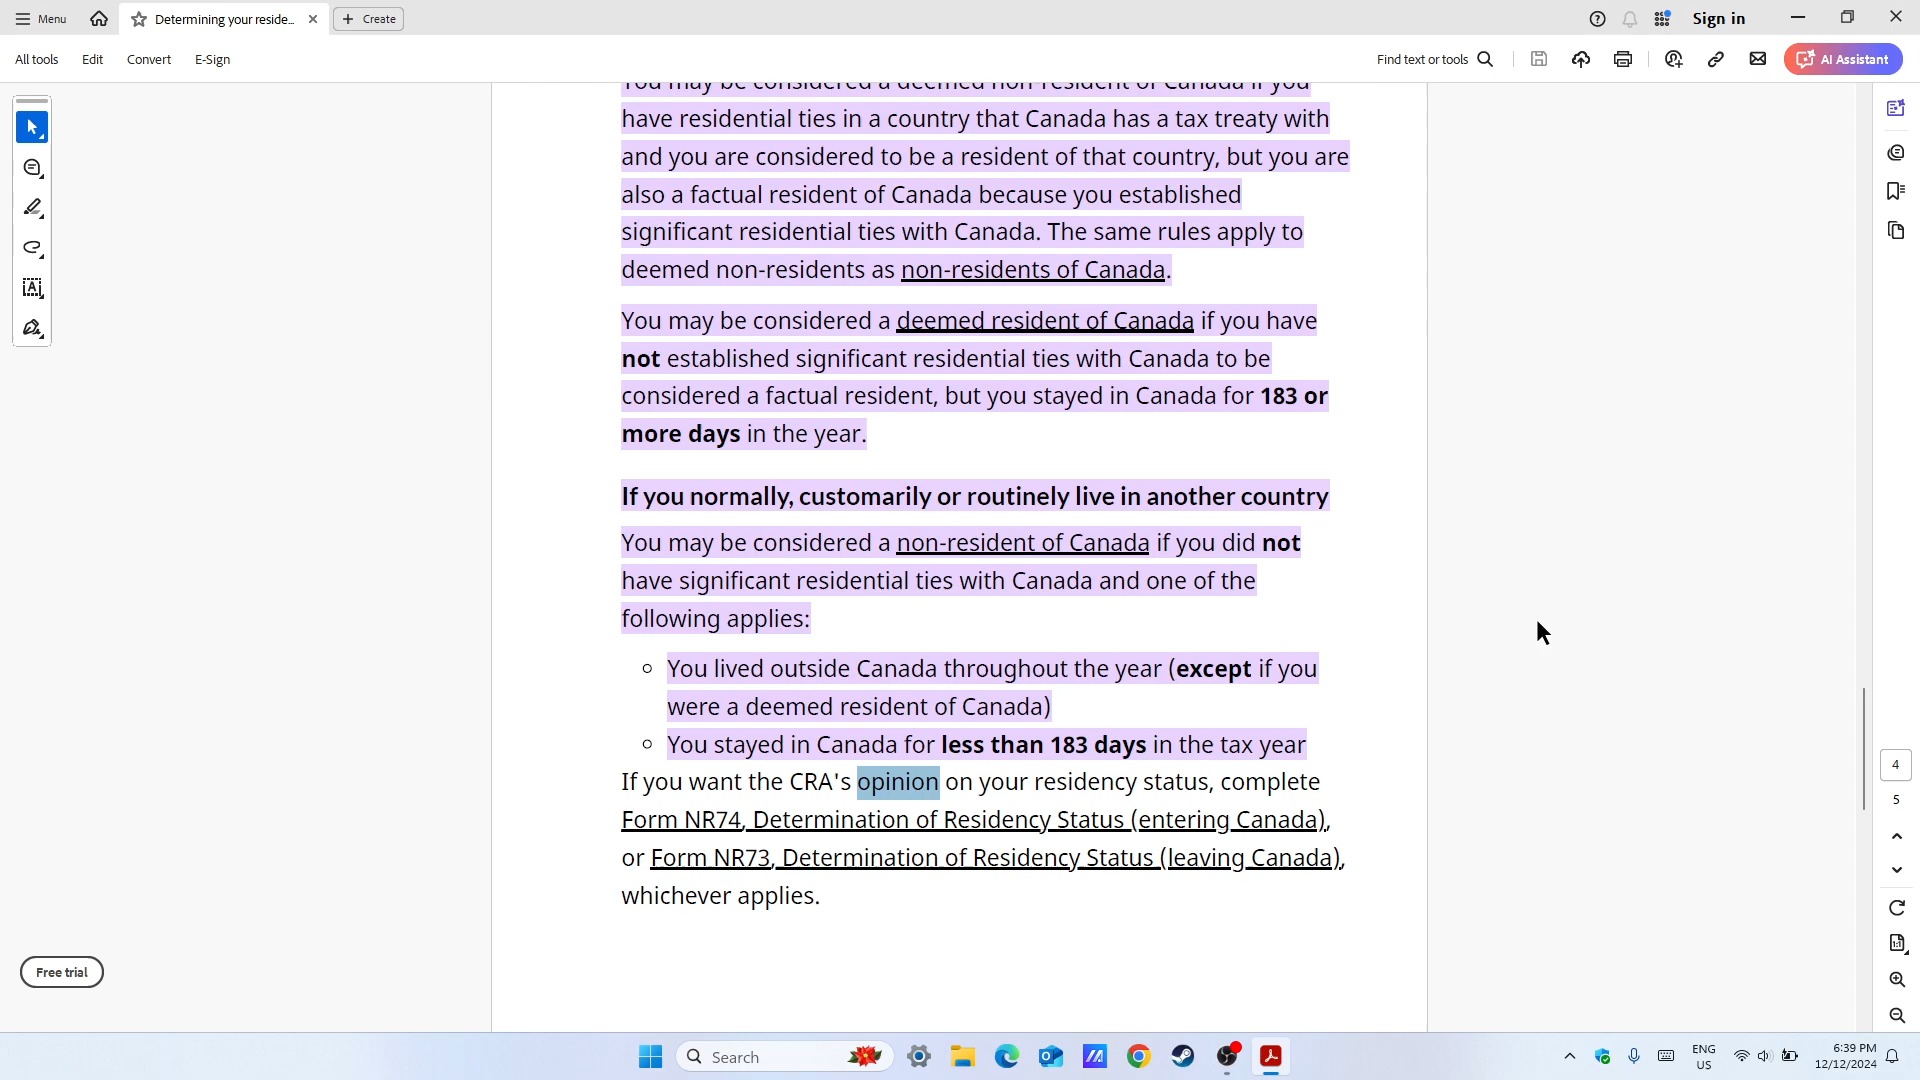 Menu
Determining your reside...
Create
Sign in
All tools
Edit
Convert
E-Sign
Find text or tools
AI Assistant
You may be considered a deemed non-resident of Canada if you
have residential ties in a country that Canada has a tax treaty with
and you are considered to be a resident of that country, but you are
also a factual resident of Canada because you established
significant residential ties with Canada. The same rules apply to
deemed non-residents as non-residents of Canada.
You may be considered a deemed resident of Canada if you have
not established significant residential ties with Canada to be
considered a factual resident, but you stayed in Canada for 183 or
more days in the year.
If you normally, customarily or routinely live in another country
You may be considered a non-resident of Canada if you did not
have significant residential ties with Canada and one of the
following applies:
You lived outside Canada throughout the year (except if you
were a deemed resident of Canada)
You stayed in Canada for less than 183 days in the tax year
If you want the CRA's opinion on your residency status, complete
Form NR74, Determination of Residency Status (entering Canada),
or Form NR73, Determination of Residency Status (leaving Canada),
whichever applies.
4
5
Free trial
Search
ENG
US
6:39 PM
12/12/2024